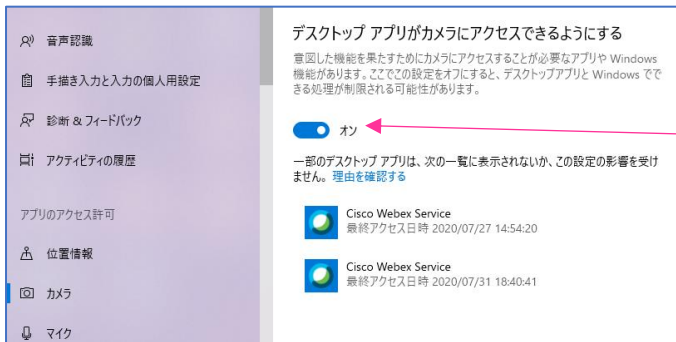 音声認識
手描き入力と入力の個人用設定
診断 & フィードバック
アクティビティの履歴
アプリのアクセス許可
位置情報
カメラ
マイク
デスクトップ アプリがカメラにアクセスできるようにする
意図した機能を果たすためにカメラにアクセスすることが必要なアプリや Windows
機能があります。ここでこの設定をオフにすると、デスクトップアプリと Windows でで
きる処理が制限される可能性があります。
オン
一部のデスクトップ アプリは、次の一覧に表示されないか、この設定の影響を受け
ません。 理由を確認する
Cisco Webex Service
最終アクセス日時 2020/07/27 14:54:20
Cisco Webex Service
最終アクセス日時 2020/07/31 18:40:41